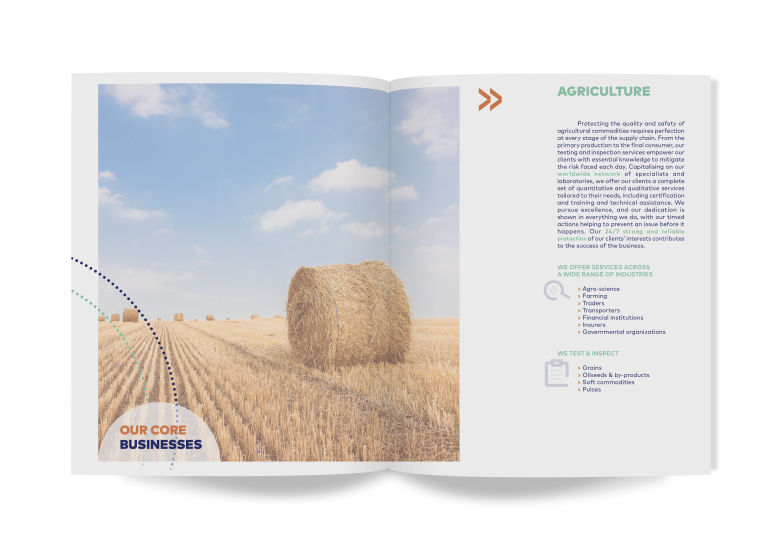 OUR CORE
BUSINESSES
AGRICULTURE
Protecting the quality and safety of
agricultural commodities requires perfection
at every stage of the supply chain. From the
primary production to the final consumer, our
testing and inspection services empower our
clients with essential knowledge to mitigate
the risk faced each day. Capitalising on our
worldwide network of specialists and
laboratories, we offer our clients a complete
set of quantitative and qualitative services
tailored to their needs, including certification
and training and technical assistance. We
pursue excellence, and our dedication is
shown in everything we do, with our timed
actions helping to prevent an issue before it
happens. Our 24/7 strong and reliable
protection of our clients' interests contributes
to the success of the business.
WE OFFER SERVICES ACROSS
A WIDE RANGE OF INDUSTRIES
> Agro-science
> Farming
> Traders
> Transporters
> Financial institutions
> Insurers
> Governmental organizations
WE TEST & INSPECT
> Grains
> Oilseeds & by-products
> Soft commodities
> Pulses